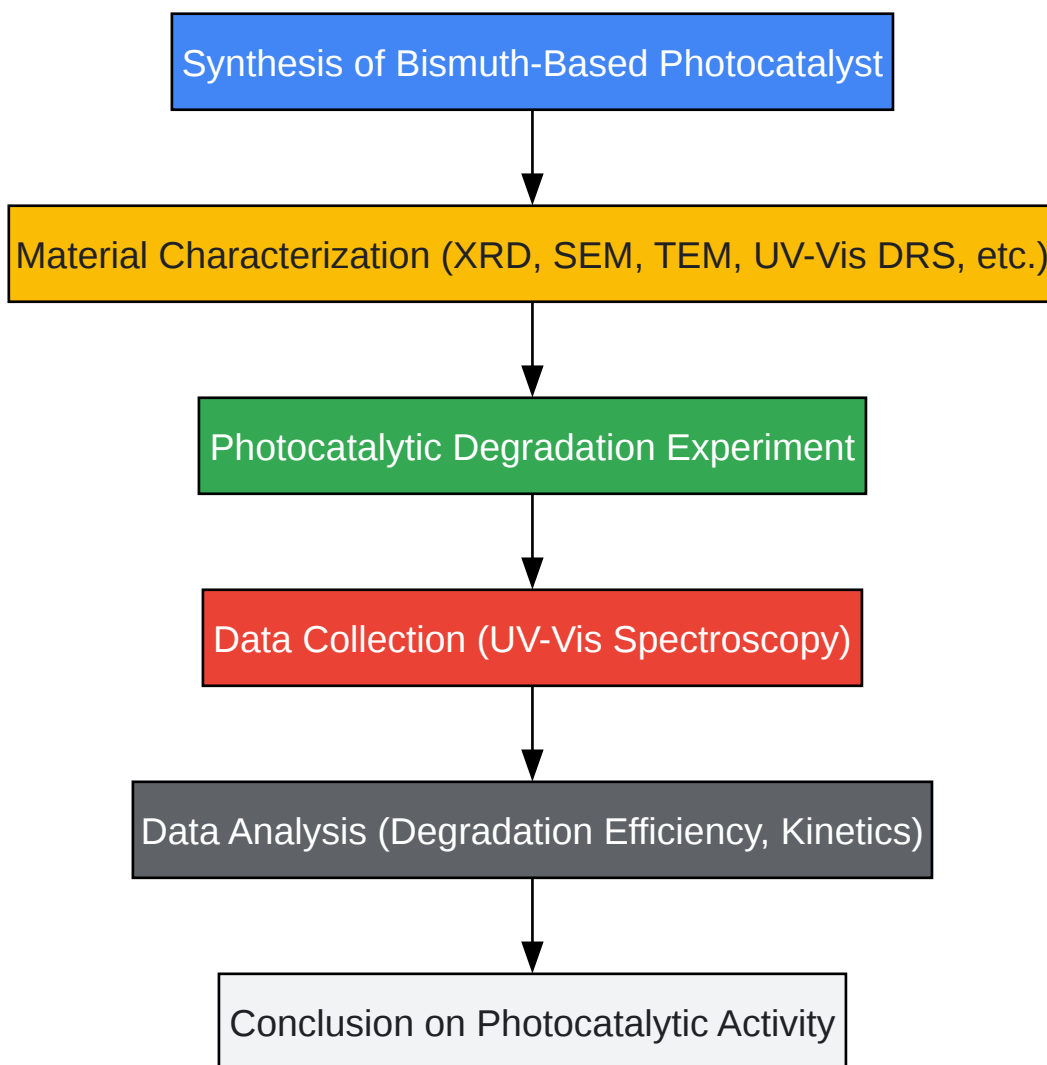 Synthesis of Bismuth-Based Photocatalyst
Material Characterization (XRD, SEM, TEM, UV-Vis DRS, etc.)
Photocatalytic Degradation Experiment
Data Collection (UV-Vis Spectroscopy)
Data Analysis (Degradation Efficiency, Kinetics)
Conclusion on Photocatalytic Activity